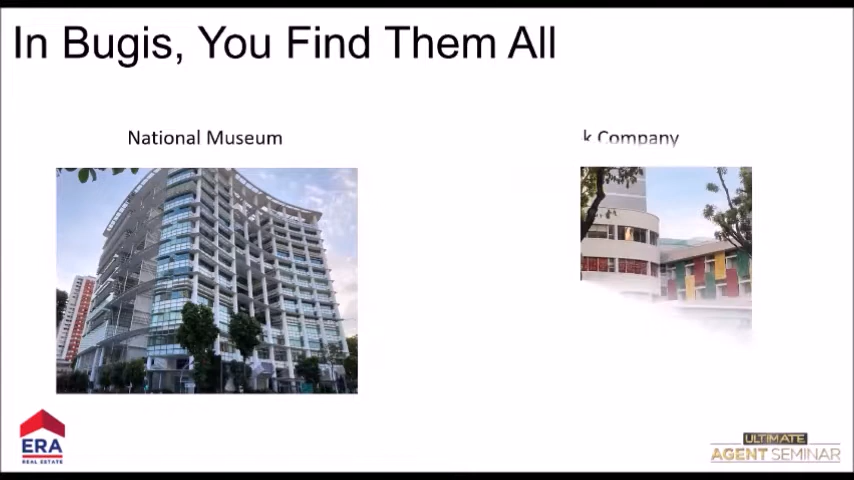 In Bugis, You Find Them All
National Museum
k Company
ERA
REAL ESTATE
ULTIMATE
AGENT SEMINAR